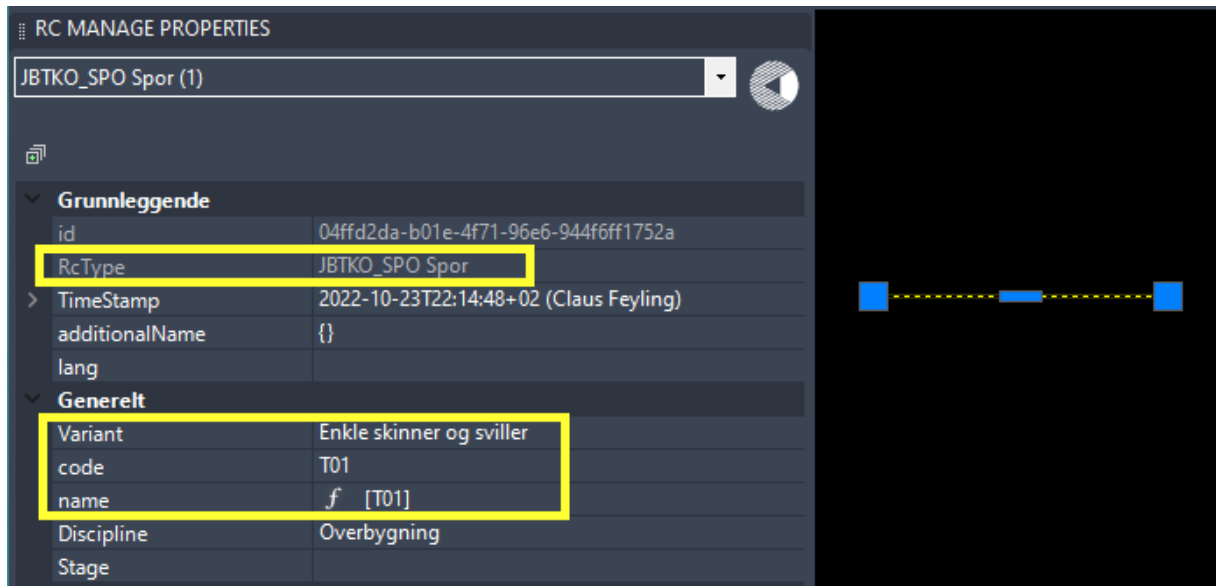 RC MANAGE PROPERTIES
JBTKO_SPO Spor (1)
Grunnleggende
id 04ffd2da-b01e-4f71-96e6-944f6ff1752a
RcType JBTKO_SPO Spor
TimeStamp 2022-10-23T22:14:48+02 (Claus Feyling)
additionalName {}
lang
Generelt
Variant Enkle skinner og sviller
code T01
name f [T01]
Discipline Overbygning
Stage